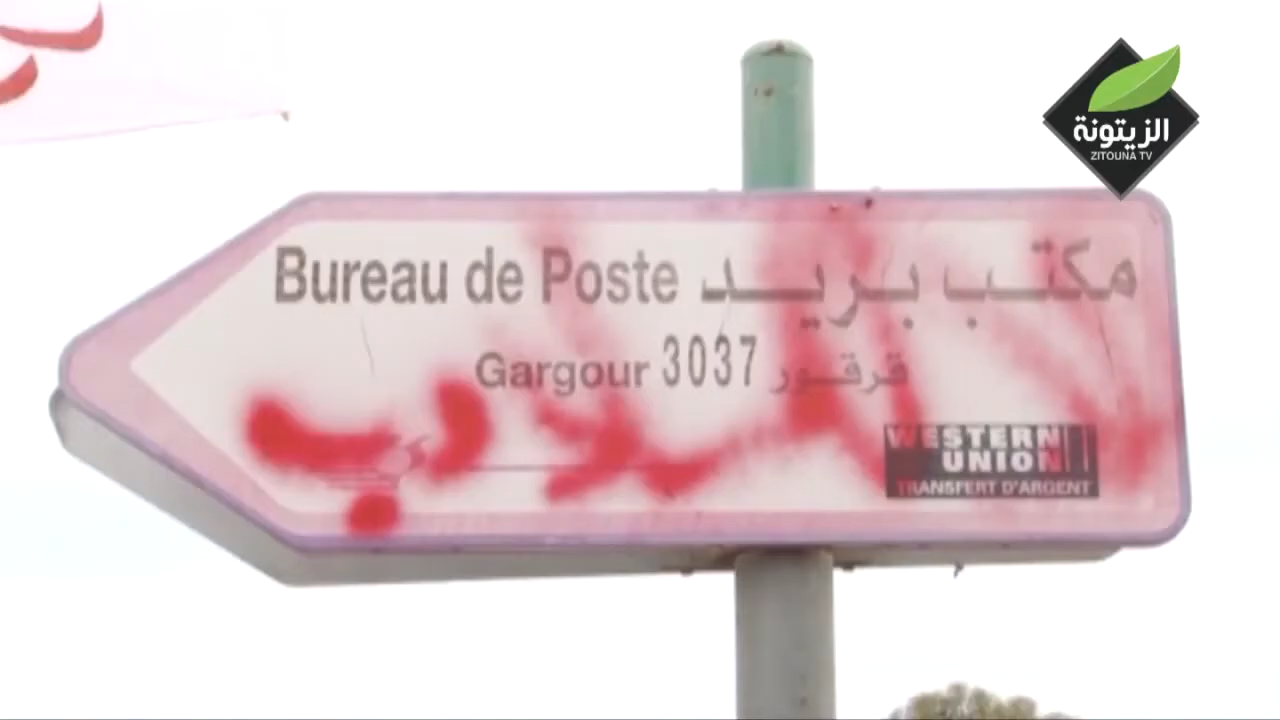 الزيتونة
ZITOUNA TV
Bureau de Poste مكتب بريد
Gargour 3037 قرقور
WESTERN
UNION
TRANSFERT D'ARGENT